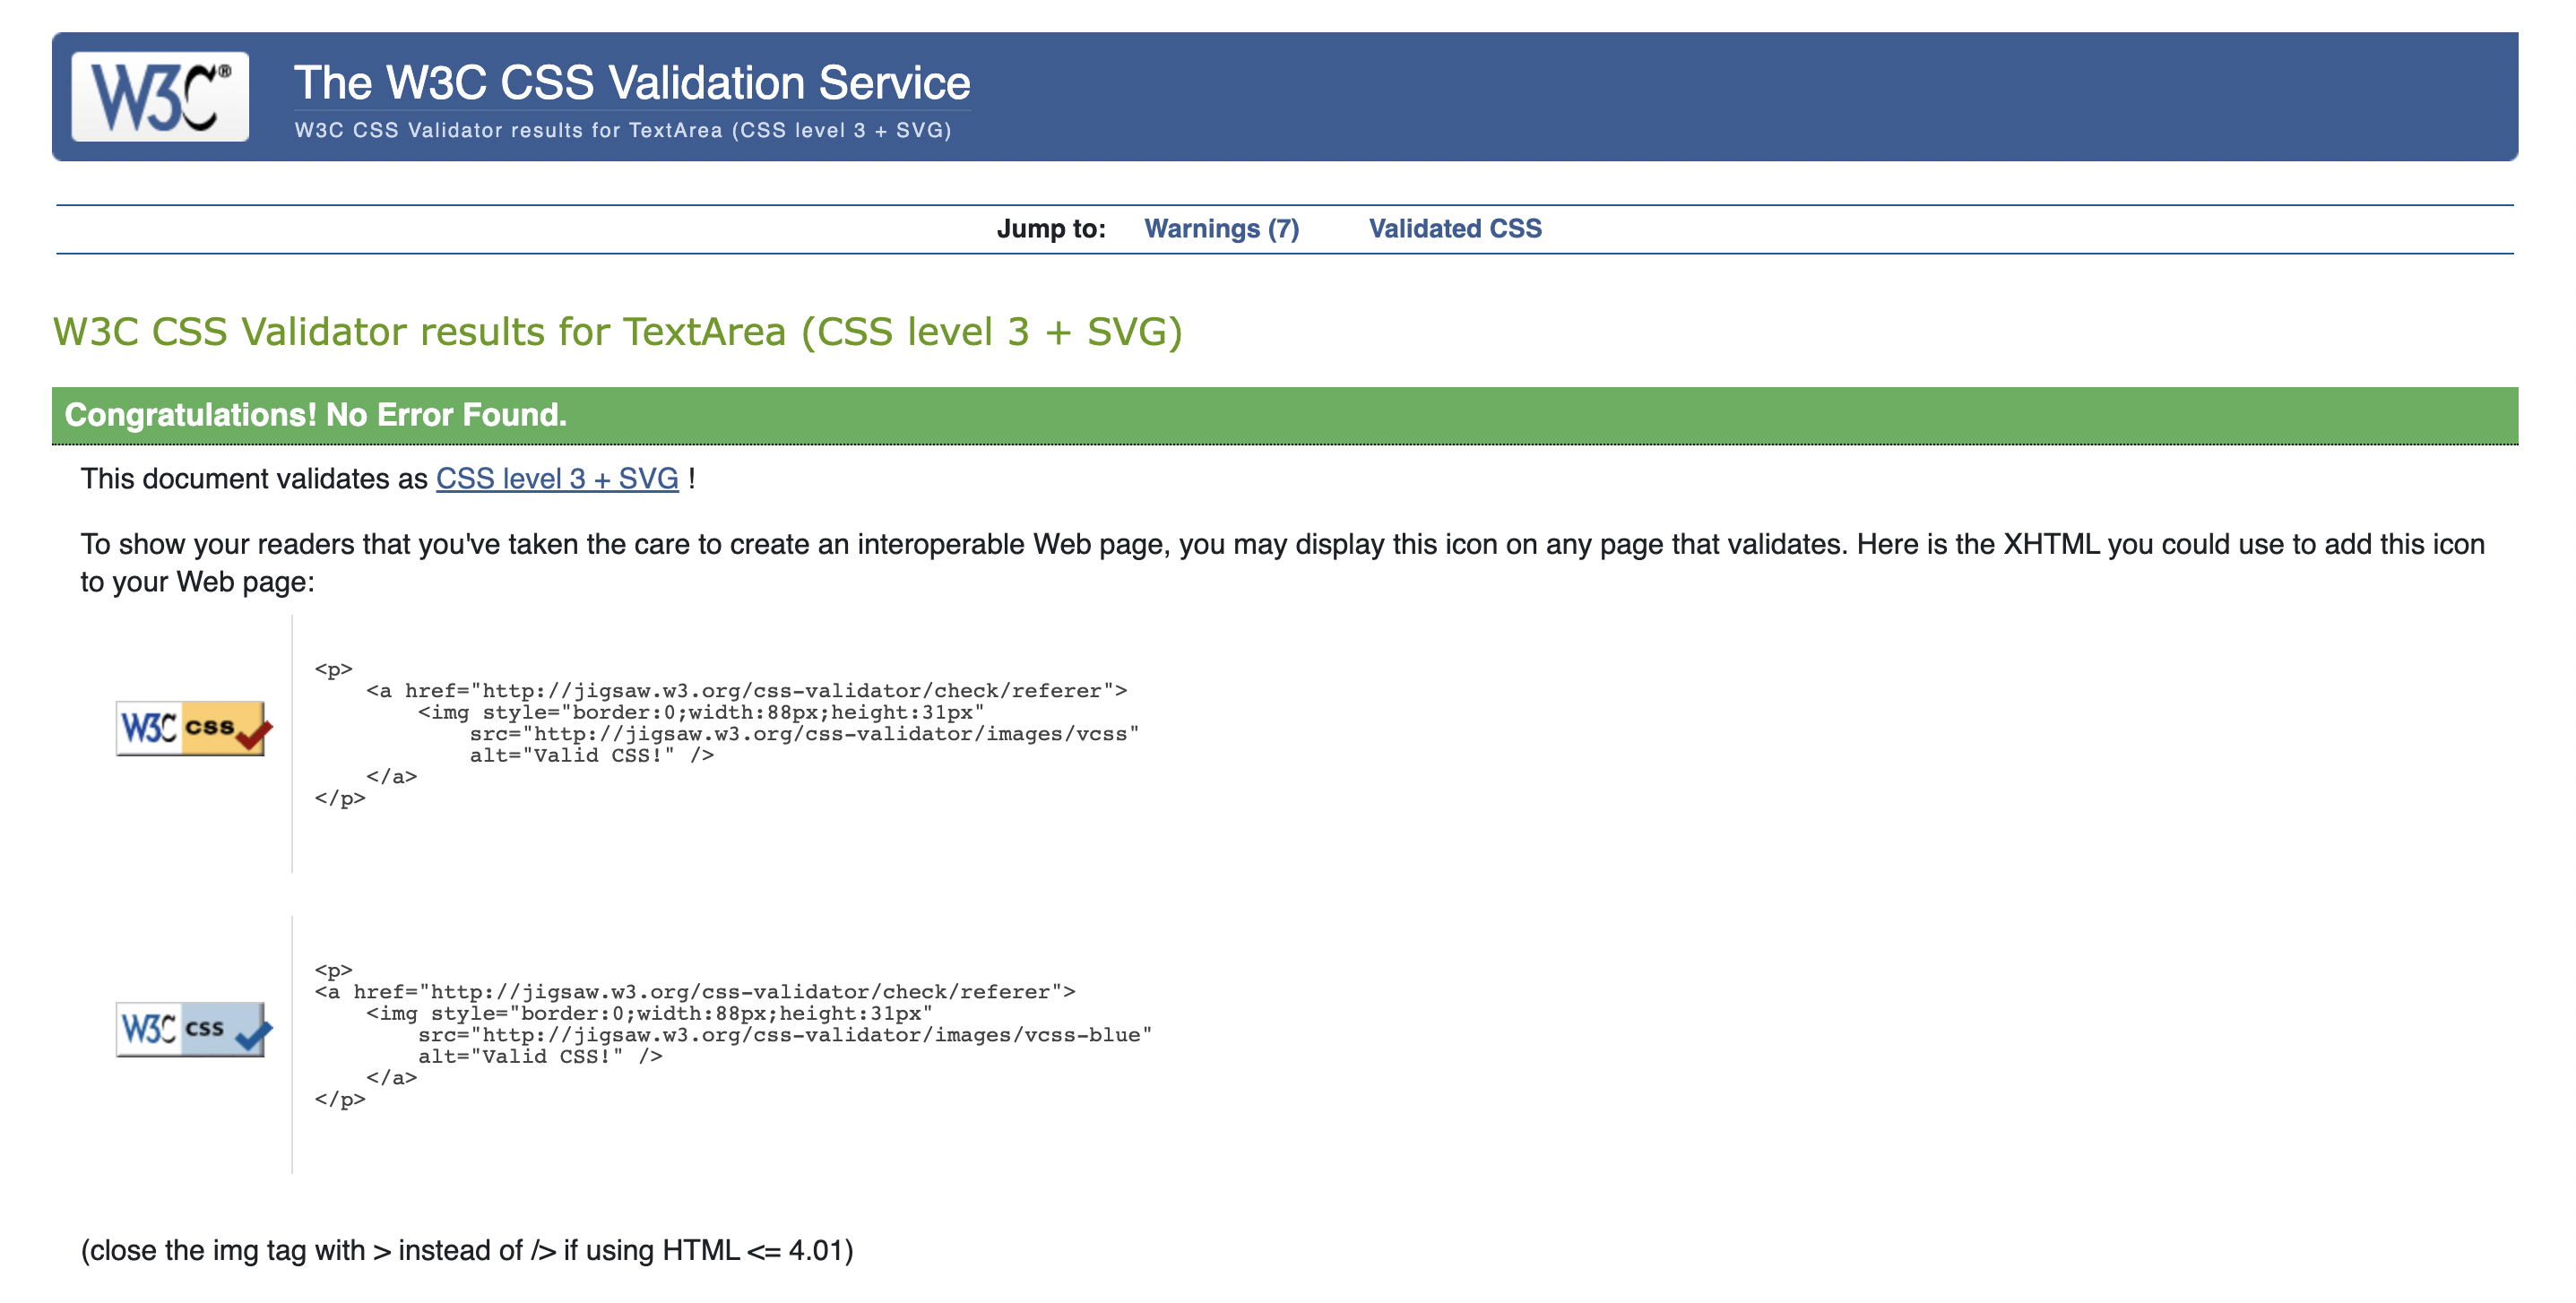 W3C®
The W3C CSS Validation Service
W3C CSS Validator results for TextArea (CSS level 3 + SVG)
Jump to: Warnings (7) Validated CSS
W3C CSS Validator results for TextArea (CSS level 3 + SVG)
Congratulations! No Error Found.
This document validates as CSS level 3 + SVG !
To show your readers that you've taken the care to create an interoperable Web page, you may display this icon on any page that validates. Here is the XHTML you could use to add this icon
to your Web page:
W3C css
<p>
    <a href="http://jigsaw.w3.org/css-validator/check/referer">
        <img style="border:0;width:88px;height:31px"
            src="http://jigsaw.w3.org/css-validator/images/vcss"
            alt="Valid CSS!" />
    </a>
</p>
W3C css
<p>
<a href="http://jigsaw.w3.org/css-validator/check/referer">
    <img style="border:0;width:88px;height:31px"
        src="http://jigsaw.w3.org/css-validator/images/vcss-blue"
        alt="Valid CSS!" />
    </a>
</p>
(close the img tag with > instead of /> if using HTML <= 4.01)